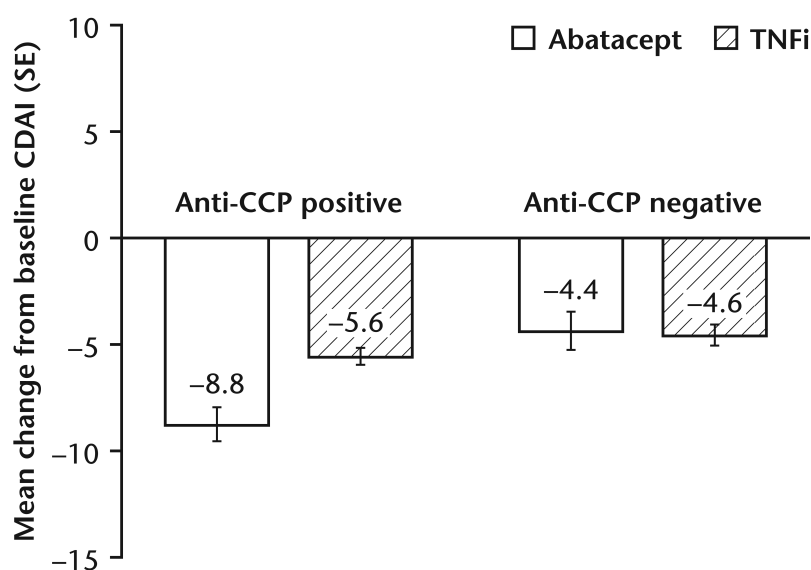 Mean change from baseline CDAI (SE)
10
5
0
−5
−10
−15
Abatacept
TNFi
Anti-CCP positive
Anti-CCP negative
−8.8
−5.6
−4.4
−4.6